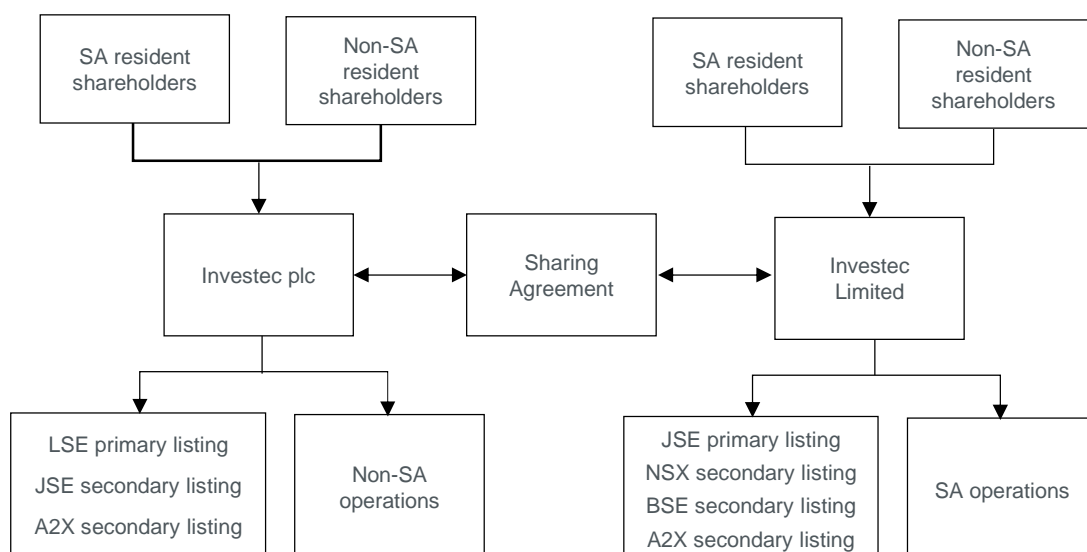 SA resident
shareholders
Non-SA
resident
shareholders
SA resident
shareholders
Non-SA
resident
shareholders
Investec plc
Sharing
Agreement
Investec
Limited
LSE primary listing
JSE secondary listing
A2X secondary listing
Non-SA
operations
JSE primary listing
NSX secondary listing
BSE secondary listing
A2X secondary listing
SA operations